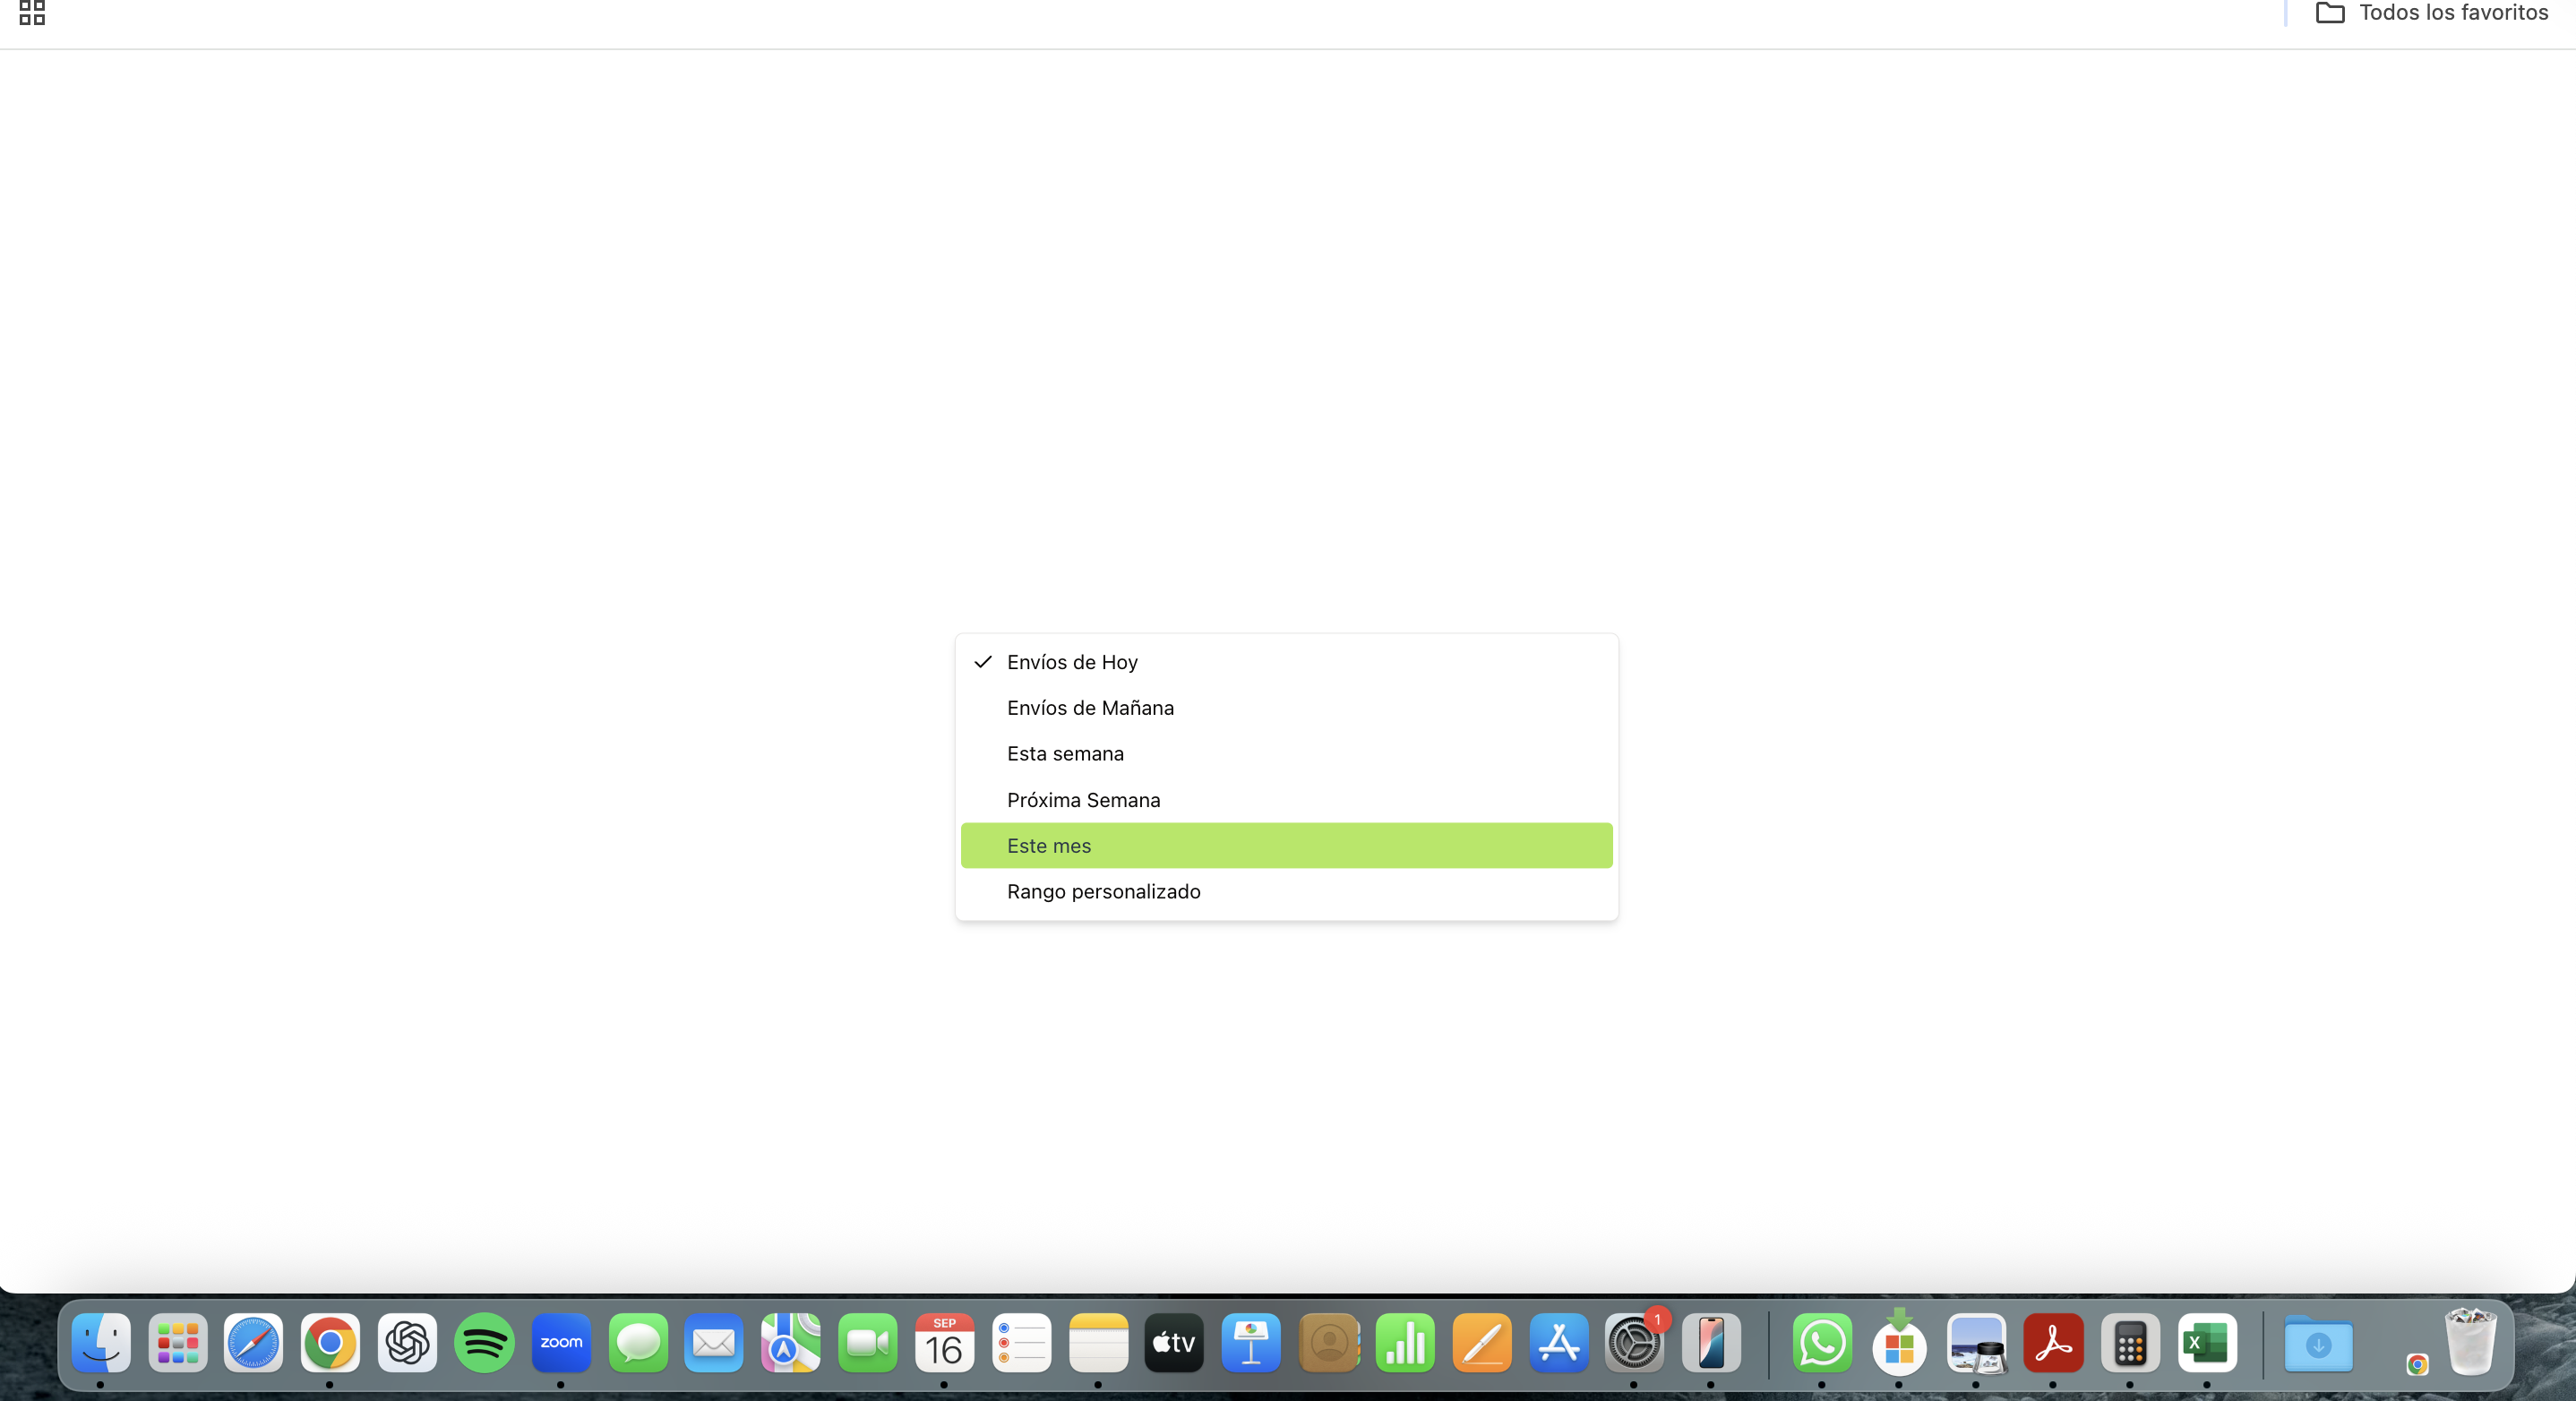 Todos los favoritos
Envíos de Hoy
Envíos de Mañana
Esta semana
Próxima Semana
Este mes
Rango personalizado
zoom
SEP
16
tv
1
X